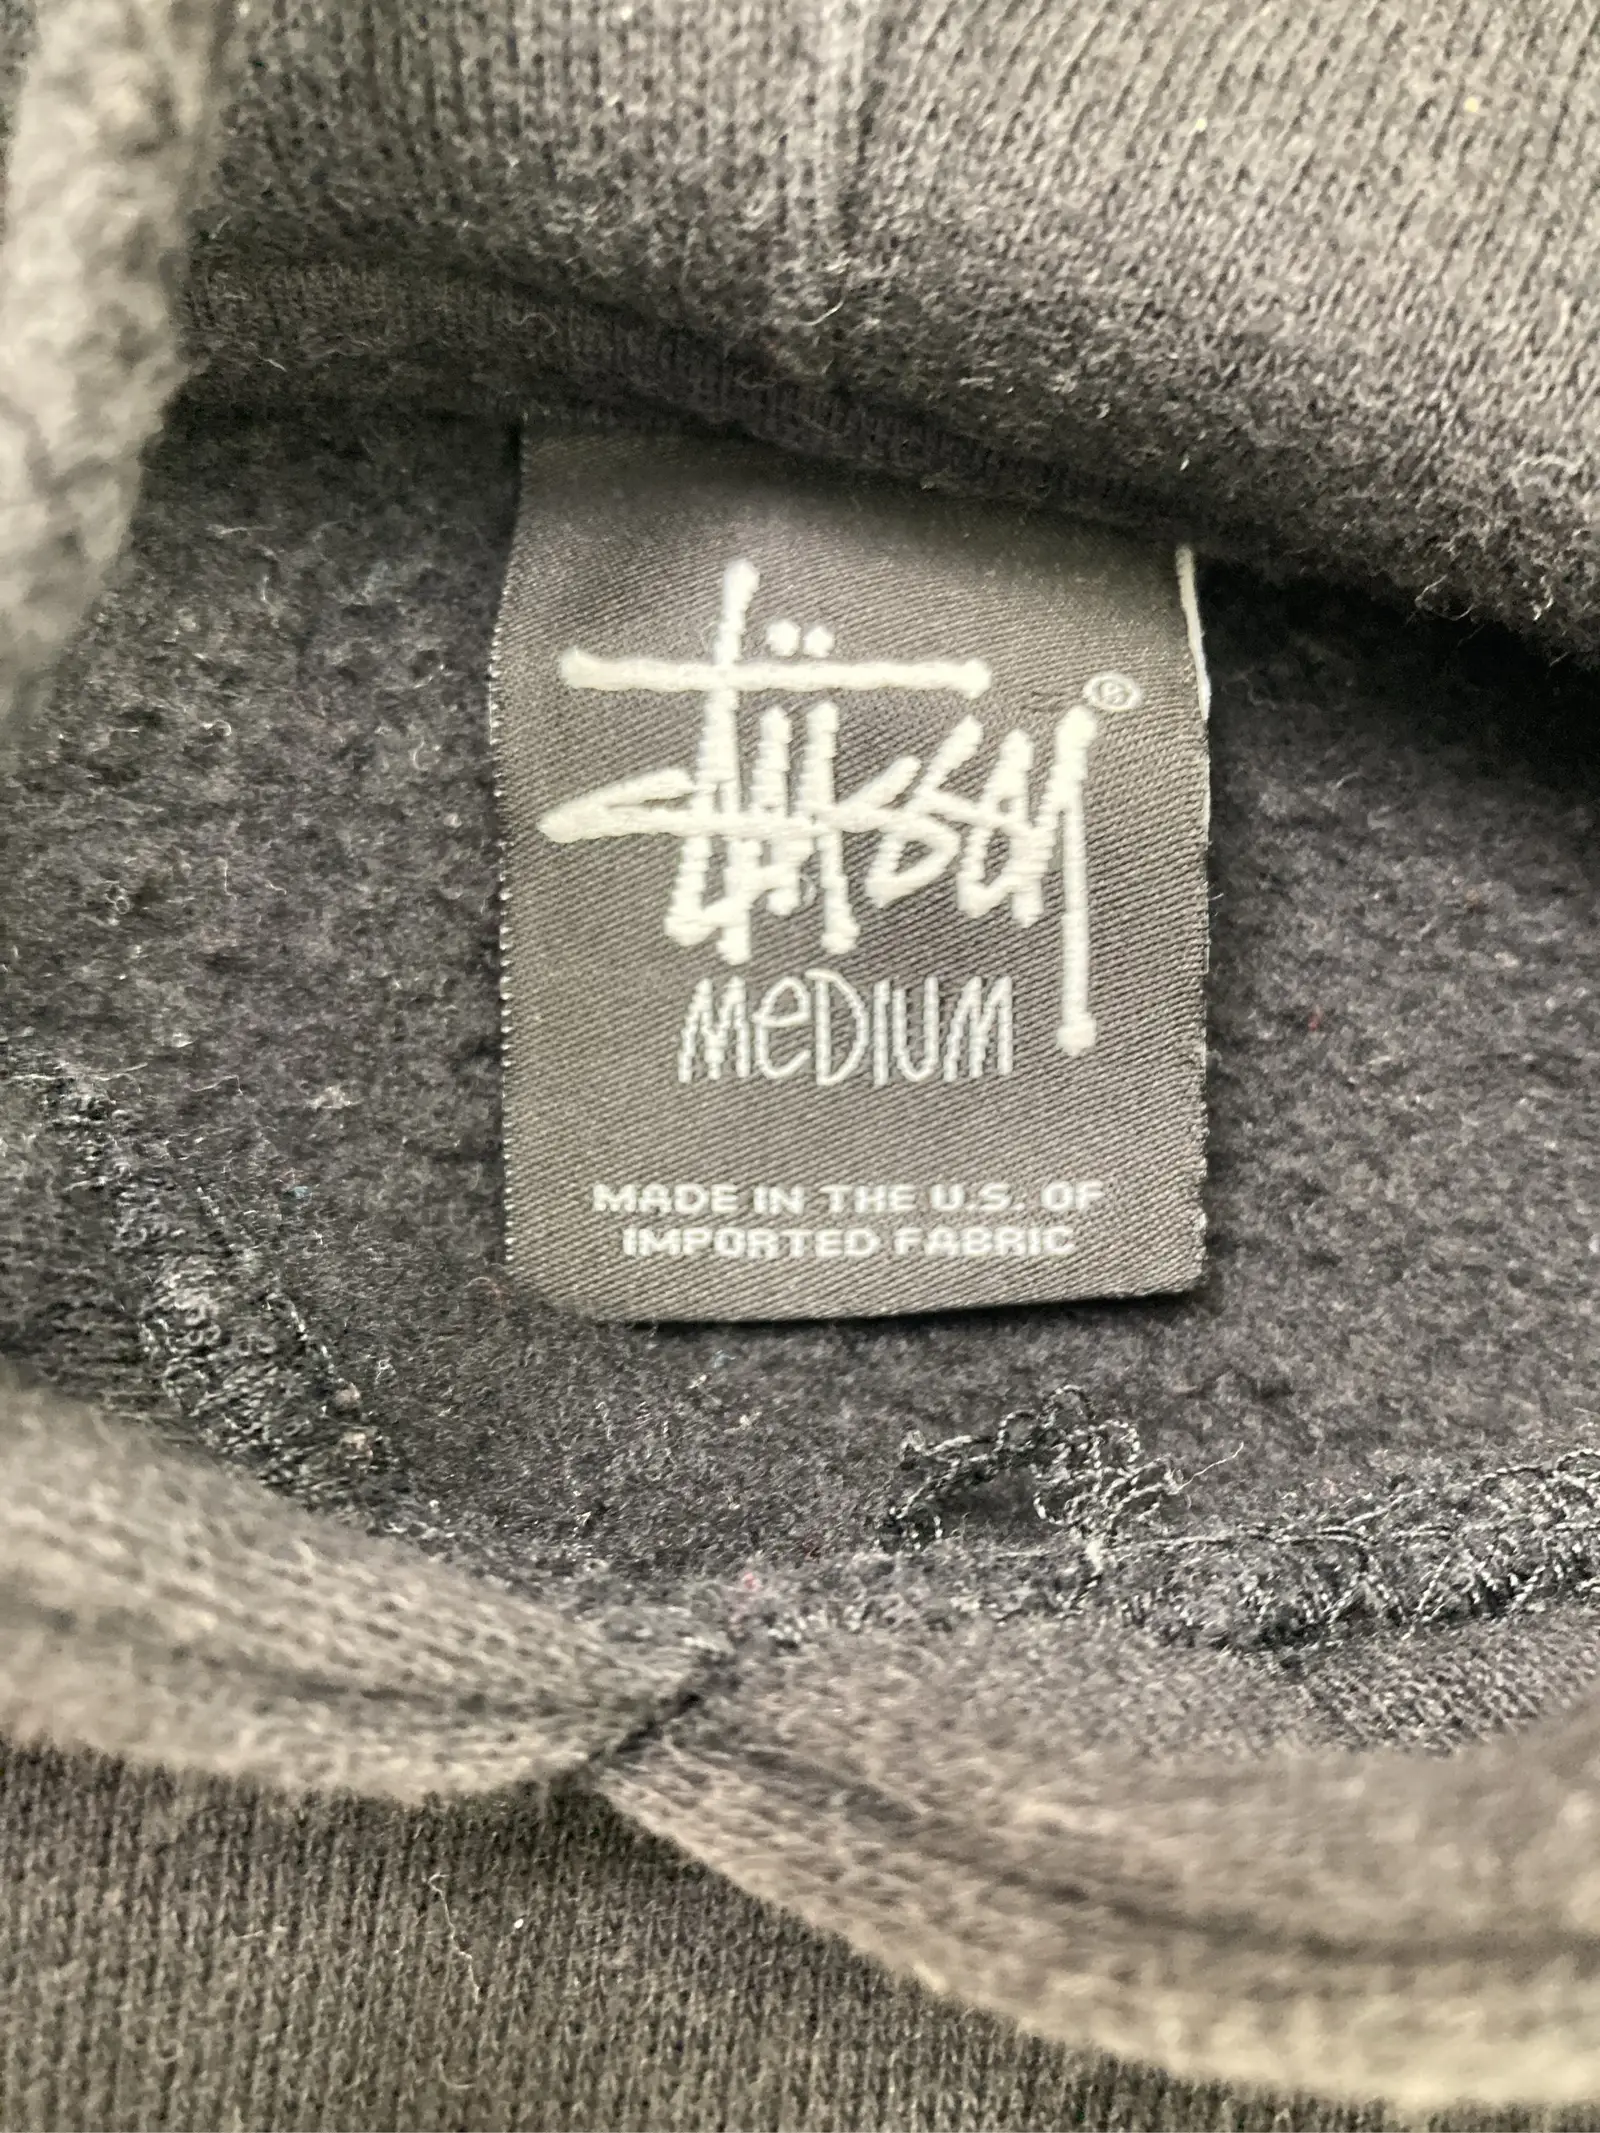 Stüssy ®
MEDIUM
MADE IN THE U.S. OF
IMPORTED FABRIC